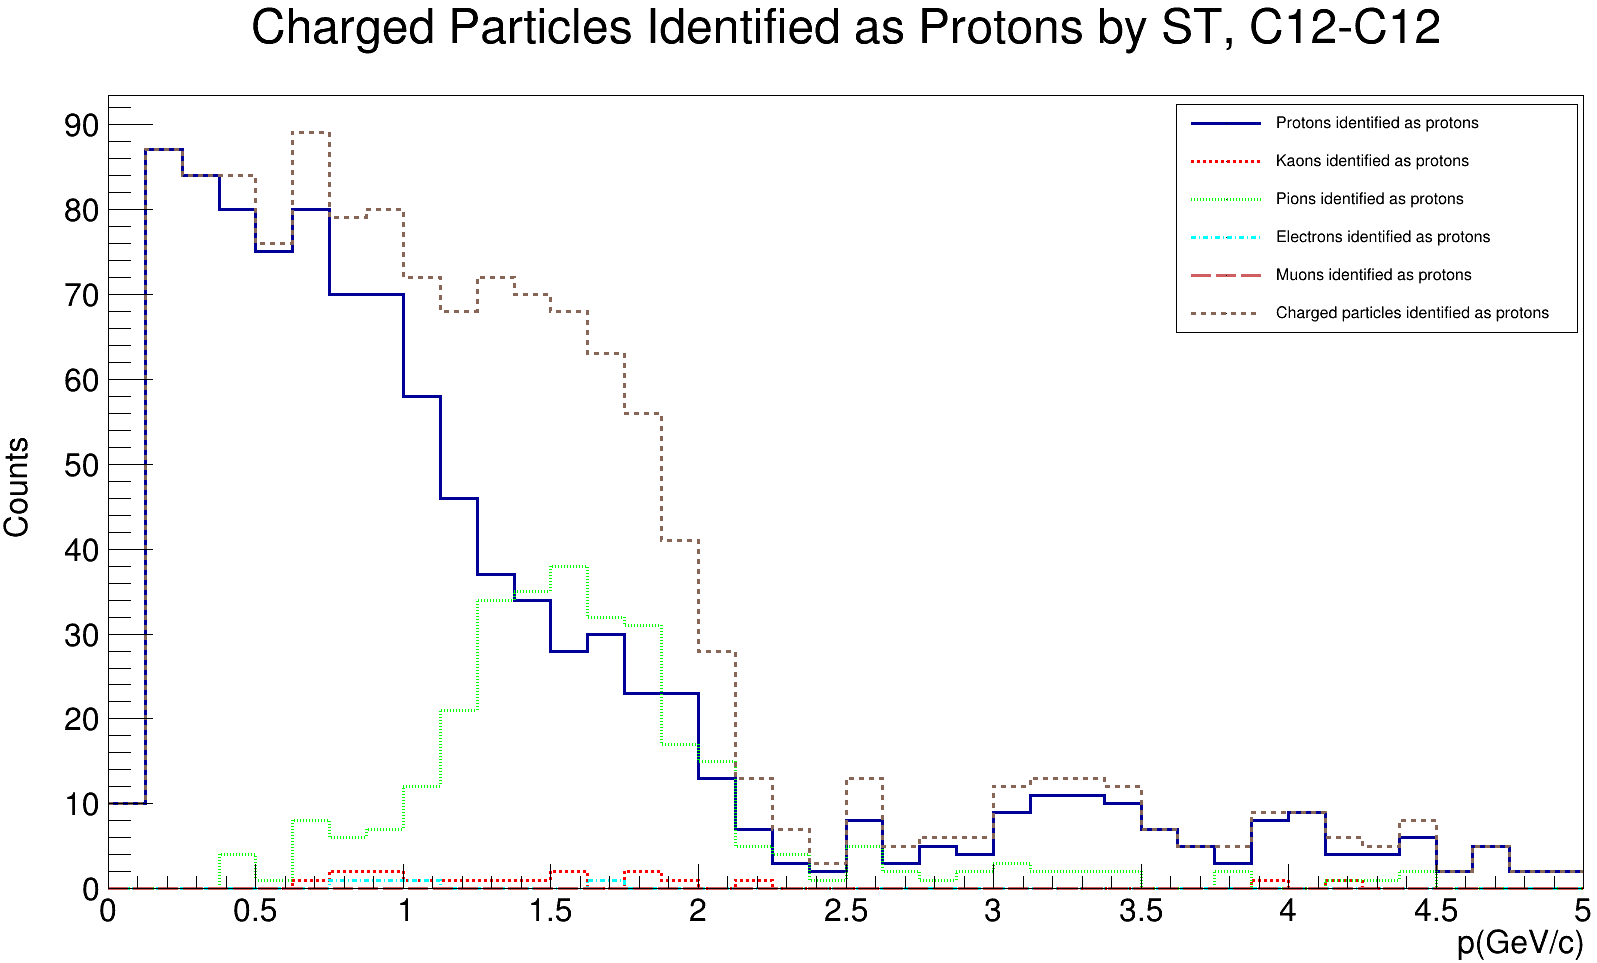 Charged Particles Identified as Protons by ST, C12-C12
Protons identified as protons
Kaons identified as protons
Pions identified as protons
Electrons identified as protons
Muons identified as protons
Charged particles identified as protons
Counts
90
80
70
60
50
40
30
20
10
0
0 0.5 1 1.5 2 2.5 3 3.5 4 4.5 5
p(GeV/c)